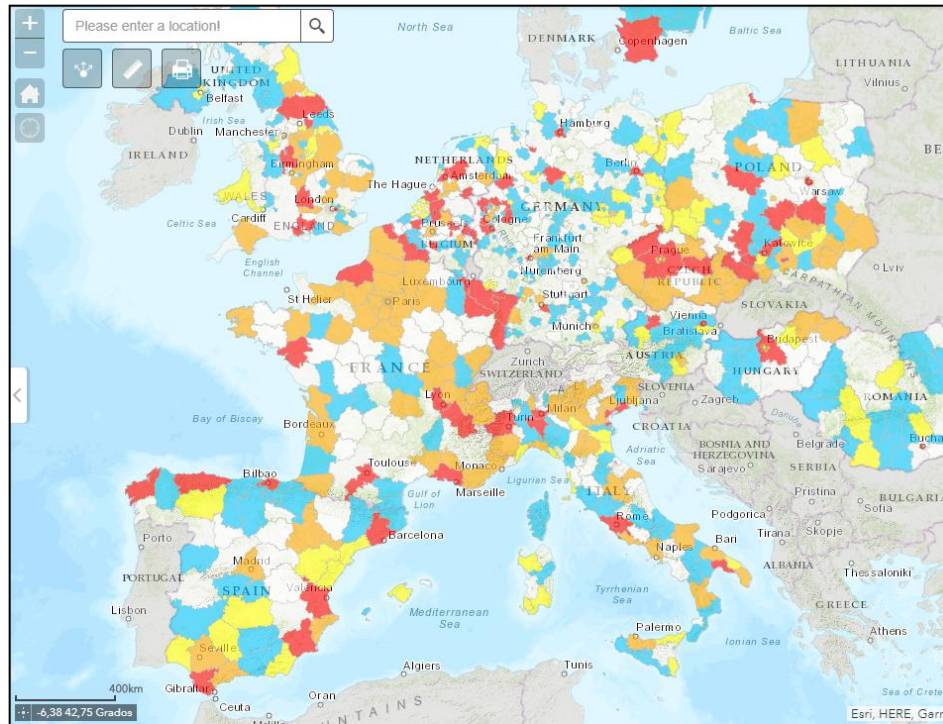 Please enter a location!
North Sea
Baltic Sea
DENMARK
Copenhagen
LITHUANIA
Vilnius
UNITED
KINGDOM
Belfast
Irish Sea
Leeds
Dublin
Manchester
IRELAND
Hamburg
NETHERLANDS
Berlin
POLAND
Amsterdam
The Hague
Warsaw
WALES
London
Cardiff
ENGLAND
Celtic Sea
Cologne
GERMANY
BELGIUM
Frankfurt
am Main
Prague
Katowice
English
Channel
Luxembourg
Nuremberg
CZECH
REPUBLIC
Lviv
St Helier
Paris
Stuttgart
SLOVAKIA
CARPATHIAN MOUN
Vienna
Bratislava
Munich
Budapest
AUSTRIA
Zurich
FRANCE
SWITZERLAND
HUNGARY
SLOVENIA
Ljubljana
Zagreb
ROMANIA
Lyon
Milan
Turin
Bay of Biscay
Bordeaux
CROATIA
Danube
Belgrade
Bucha
BOSNIA AND
HERZEGOVINA
Sarajevo
SERBIA
Monaco
Adriatic
Sea
Bilbao
Toulouse
Ligurian Sea
Marseille
Gulf of
Lion
ITALY
Pristina
BULGARI
Sofia
Podgorica
Skopje
Rome
Tirana
Barcelona
Porto
Bari
Naples
Madrid
ALBANIA
Thessaloniki
PORTUGAL
SPAIN
Valencia
Tyrrhenian
Sea
GREECE
Lisbon
Mediterranean
Sea
Palermo
Ionian Sea
Athens
Seville
Algiers
Tunis
400km
Gibraltar
Oran
Ceuta
Sea of Crete
-6,38 42,75 Grados
Esri, HERE, Garr